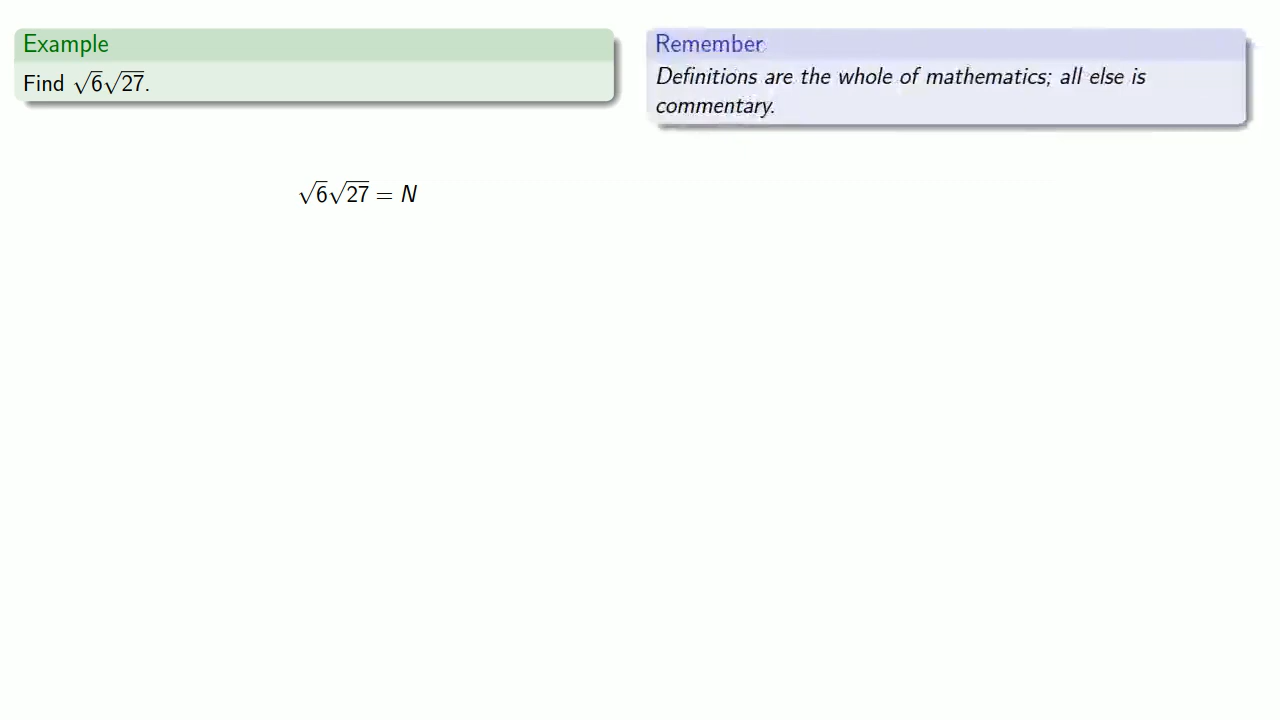 Example
Find √6√27.
Remember
Definitions are the whole of mathematics; all else is
commentary.
√6√27 = N